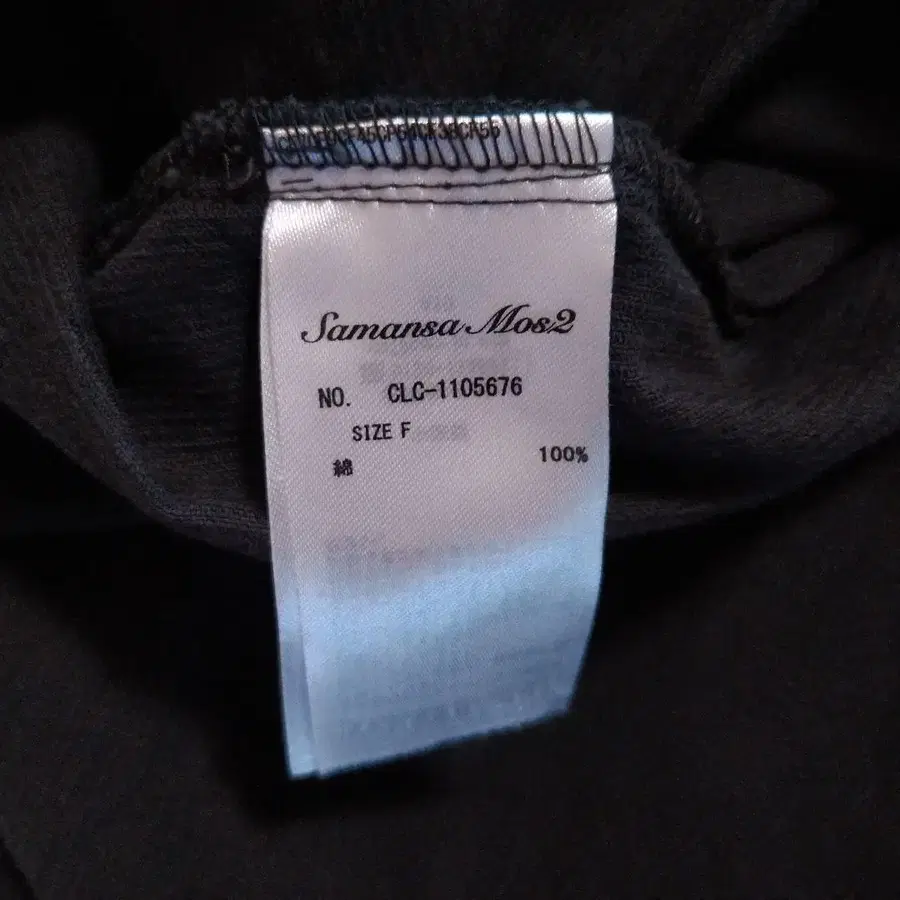 Samansa Mos2
NO. CLC-1105676
SIZE F
綿 100%